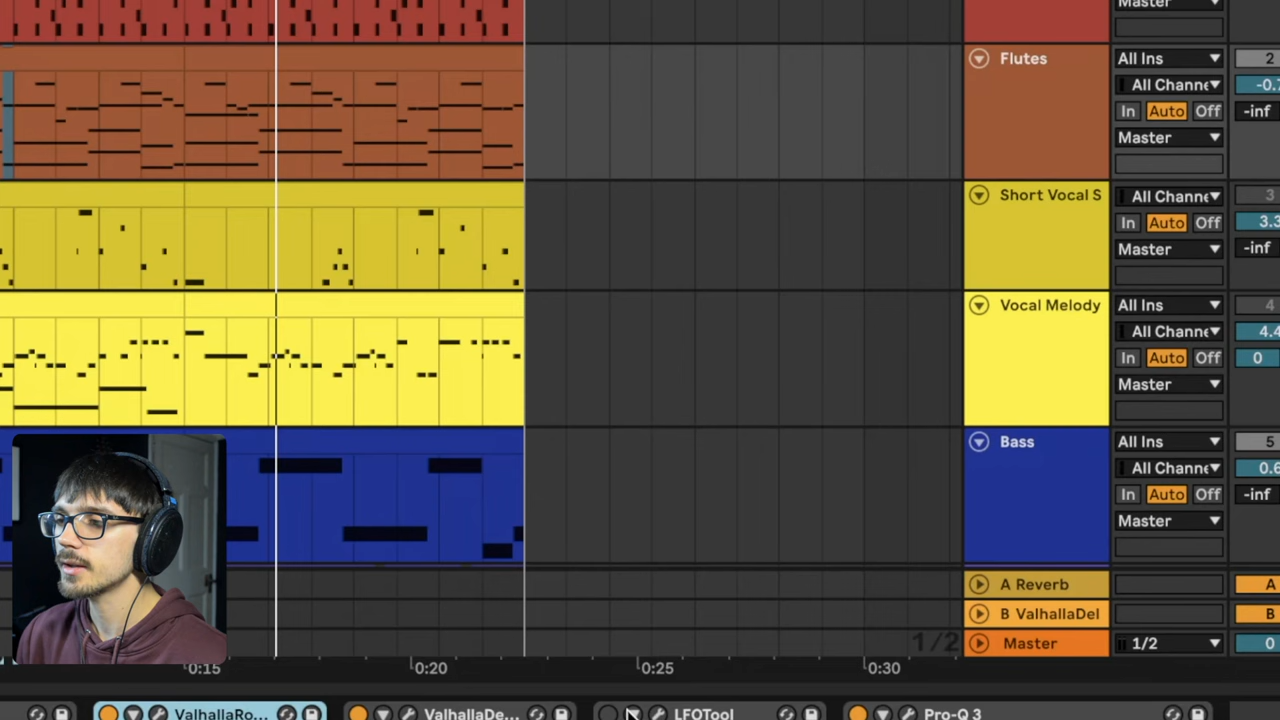 Master
Flutes
All Ins
2
All Channe
-0.7
In Auto Off
-inf
Master
Short Vocal S
All Channe
3
In Auto Off
3.3
Master
-inf
Vocal Melody
All Ins
4
All Channe
4.4
In Auto Off
0
Master
Bass
All Ins
5
All Channe
0.6
In Auto Off
-inf
Master
A Reverb
A
B ValhallaDel
B
1/2
Master
1/2
0
0:15
0:20
0:25
0:30
ValhallaRo...
ValhallaDe...
LFOTool
Pro-Q 3